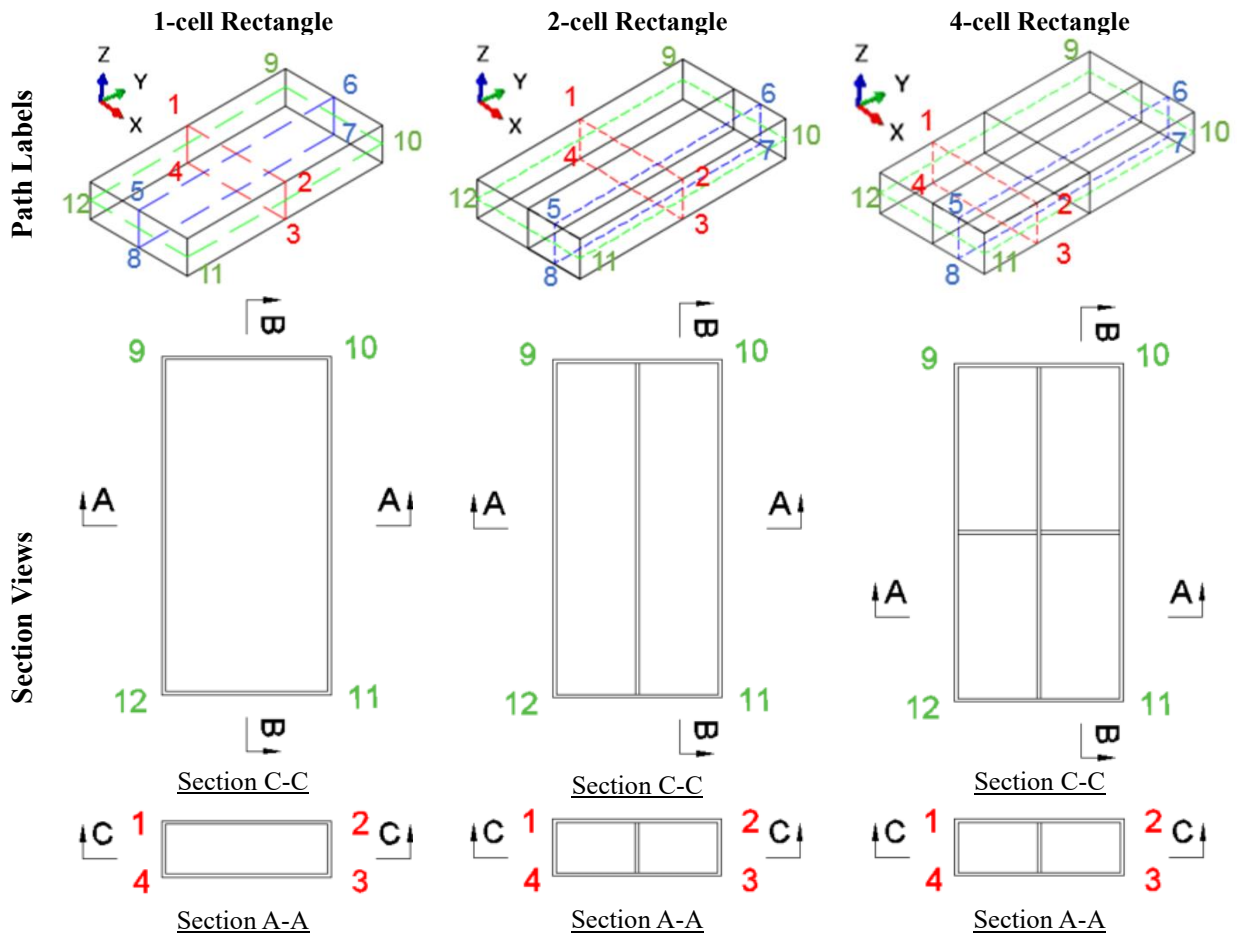 1-cell Rectangle 2-cell Rectangle 4-cell Rectangle
Path Labels
Z Y X 1 2 3 4 5 6 7 8 9 10 11 12
Z Y X 1 2 3 4 5 6 7 8 9 10 11 12
Z Y X 1 2 3 4 5 6 7 8 9 10 11 12
Section Views
B B B
9 10 9 10 9 10
A A A A A A
12 11 12 11 12 11
B B B
Section C-C Section C-C Section C-C
1 2 1 2 1 2
C C C C C C
4 3 4 3 4 3
Section A-A Section A-A Section A-A